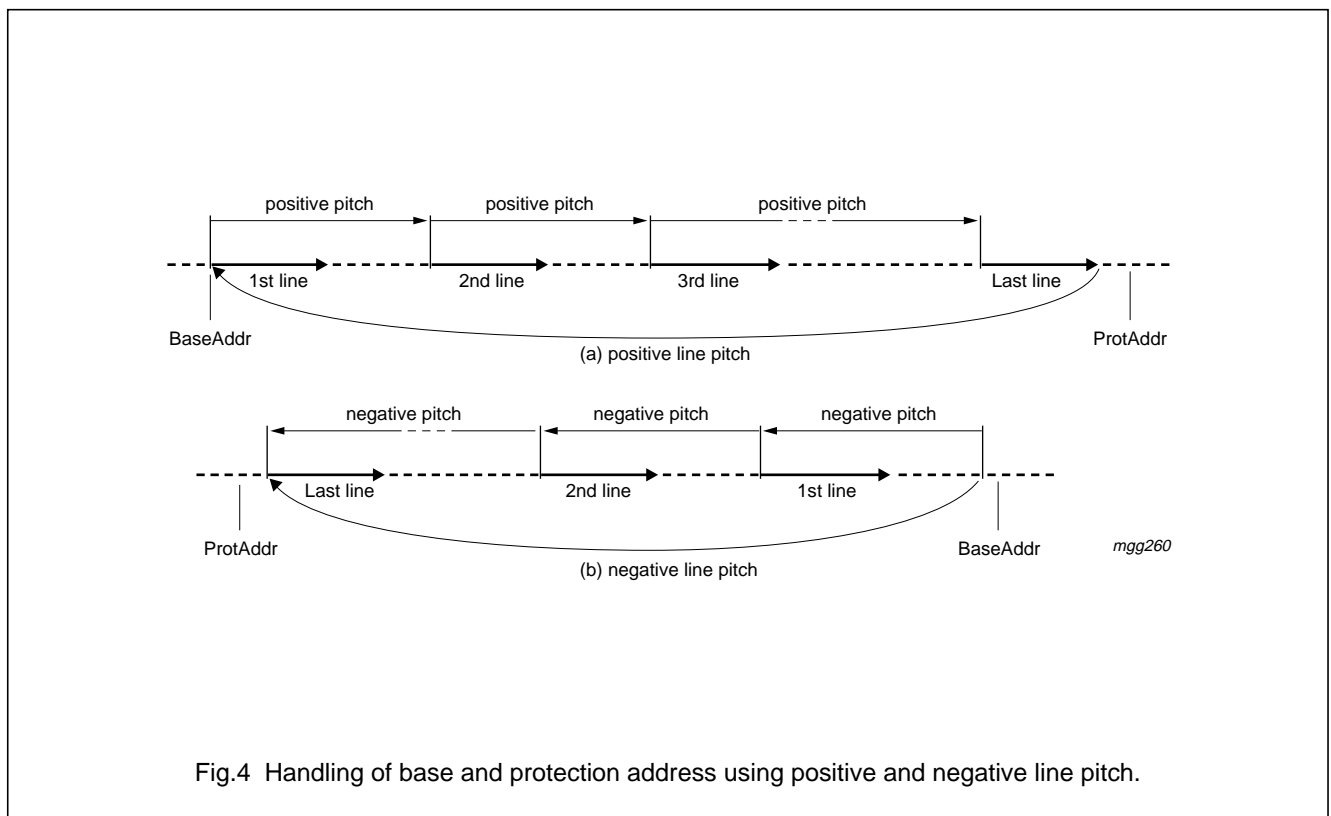 positive pitch positive pitch positive pitch
1st line 2nd line 3rd line Last line
BaseAddr ProtAddr
(a) positive line pitch
negative pitch negative pitch negative pitch
Last line 2nd line 1st line
ProtAddr BaseAddr mgg260
(b) negative line pitch
Fig.4 Handling of base and protection address using positive and negative line pitch.